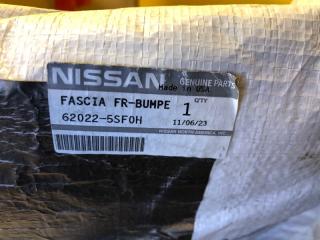 NISSAN GENUINE PARTS
Made in USA
FASCIA FR-BUMPE 1 QTY
62022-5SF0H 11/06/23
NISSAN NORTH AMERICA, INC.